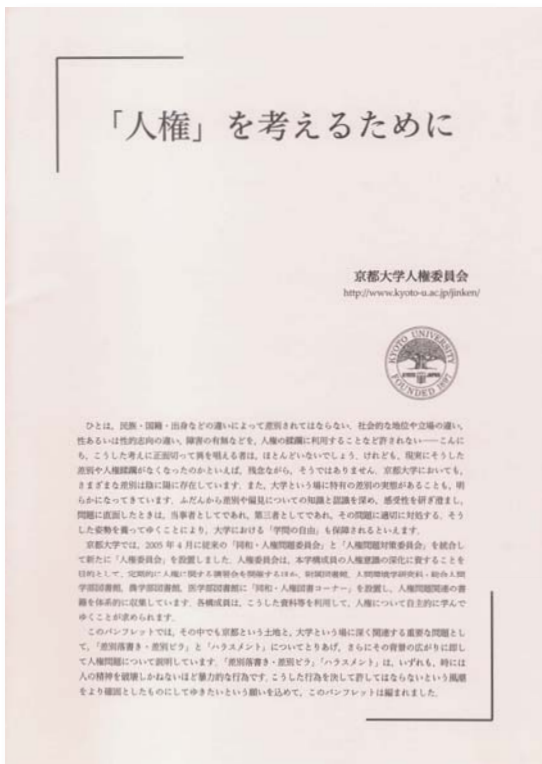 「人権」を考えるために
京都大学人権委員会
http://www.kyoto-u.ac.jp/jinken/
KYOTO UNIVERSITY
KYOTO JAPAN
FOUNDED 1897
ひとは、民族・国籍・出身などの違いによって差別されてはならない、社会的な地位や立場の違い、
性あるいは性的志向の違い、障害の有無などを、人権の蹂躙に利用することなど許されない——こんに
ち、こうした考えに正面切って異を唱える者は、ほとんどいないでしょう。けれども、現実にそうした
差別や人権蹂躙がなくなったのかといえば、残念ながら、そうではありません。京都大学においても、
さまざまな差別は陰に陽に存在しています。また、大学という場に特有の差別の実態があることも、明
らかになってきています。ふだんから差別や偏見についての知識と認識を深め、感受性を研ぎ澄まし、
問題に直面したときは、当事者としてであれ、第三者としてであれ、その問題に適切に対処する、そう
した姿勢を養ってゆくことにより、大学における「学問の自由」も保障されるといえます。
京都大学では、2005 年 4 月に従来の「同和・人権問題委員会」と「人権問題対策委員会」を統合し
て新たに「人権委員会」を設置しました。人権委員会は、本学構成員の人権意識の深化に資することを
目的として、定期的に人権に関する講演会を開催するほか、附属図書館、人間環境学研究科・総合人間
学部図書館、農学部図書館、医学部図書館に「同和・人権図書コーナー」を設置し、人権問題関連の書
籍を体系的に収集しています。各構成員は、こうした資料等を利用して、人権について自主的に学んで
ゆくことが求められます。
このパンフレットでは、その中でも京都という土地と、大学という場に深く関連する重要な問題とし
て、「差別落書き・差別ビラ」と「ハラスメント」についてとりあげ、さらにその背景の広がりに即し
て人権問題について説明しています。「差別落書き・差別ビラ」「ハラスメント」は、いずれも、時には
人の精神を破壊しかねないほど暴力的な行為です。こうした行為を決して許してはならないという風潮
をより確固としたものにしてゆきたいという願いを込めて、このパンフレットは編まれました。